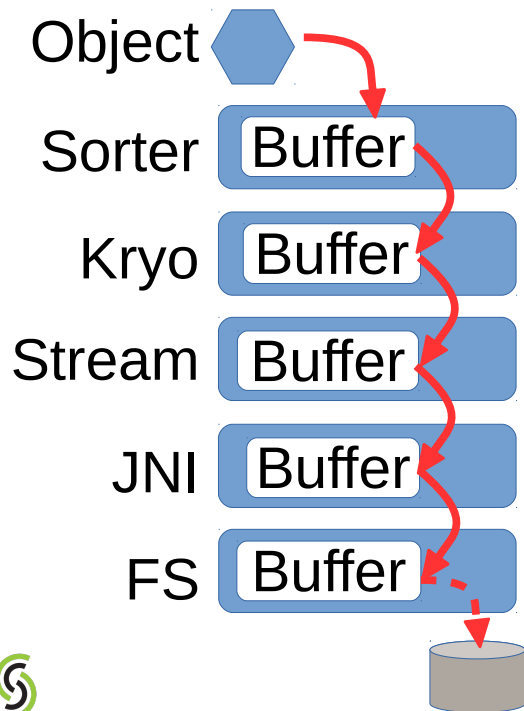 Object
Sorter Buffer
Kryo Buffer
Stream Buffer
JNI Buffer
FS Buffer